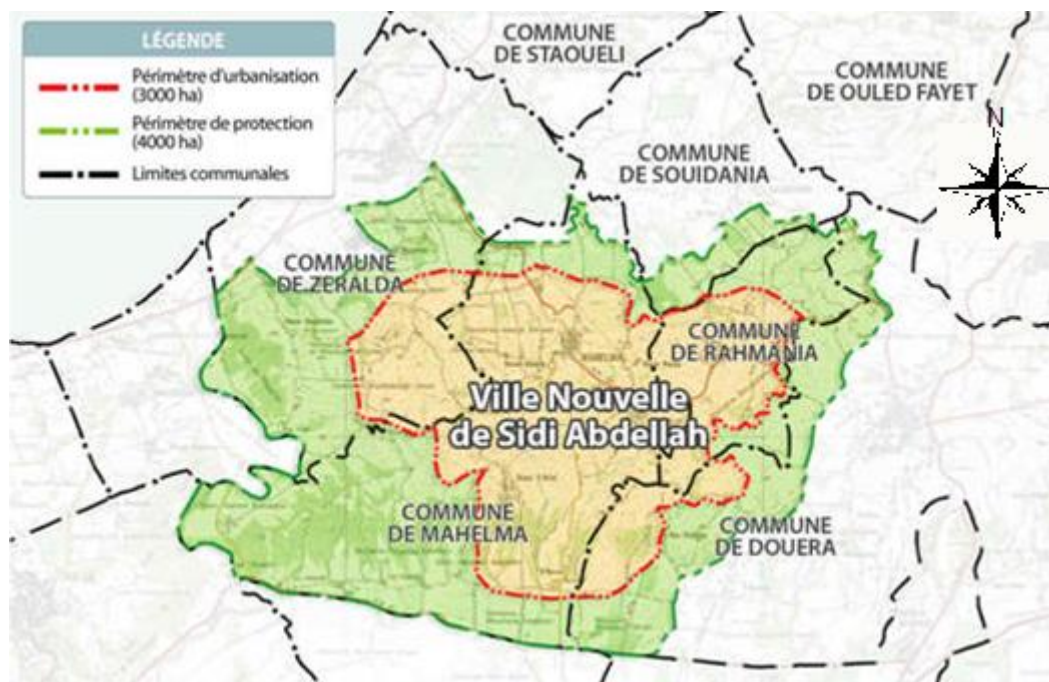 LÉGENDE
Périmètre d'urbanisation
(3000 ha)
Périmètre de protection
(4000 ha)
Limites communales
COMMUNE
DE STAOUELI
COMMUNE
DE OULED FAYET
N
COMMUNE
DE SOUIDANIA
COMMUNE
DE ZERALDA
COMMUNE
DE RAHMANIA
Ville Nouvelle
de Sidi Abdellah
COMMUNE
DE MAHELMA
COMMUNE
DE DOUERA